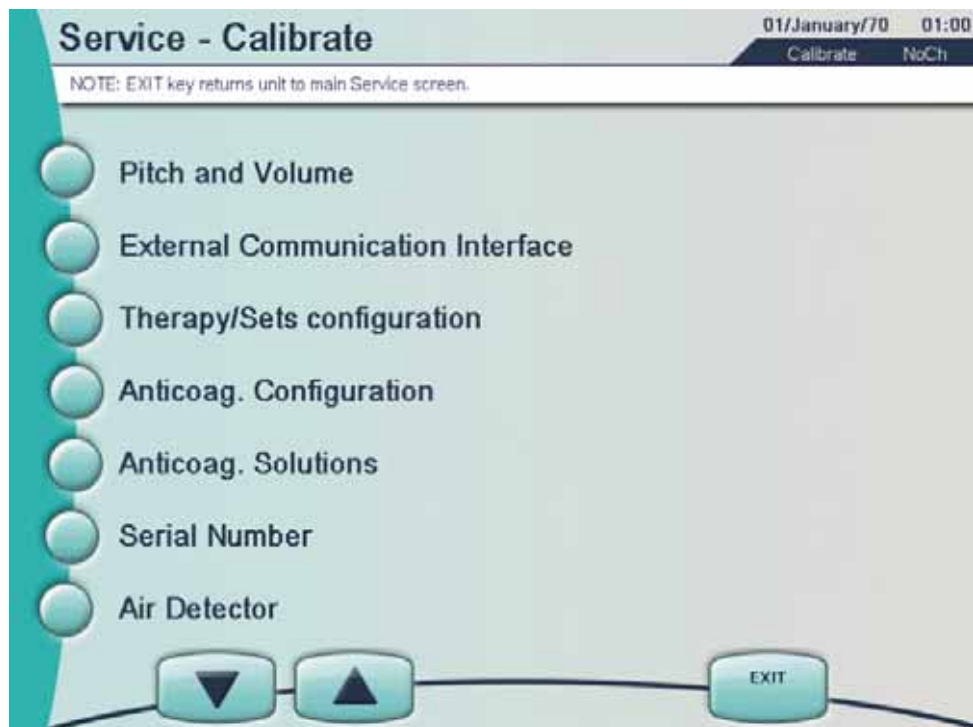 Service - Calibrate
01/January/70 01:00
Calibrate NoCh
NOTE: EXIT key returns unit to main Service screen.
Pitch and Volume
External Communication Interface
Therapy/Sets configuration
Anticoag. Configuration
Anticoag. Solutions
Serial Number
Air Detector
EXIT